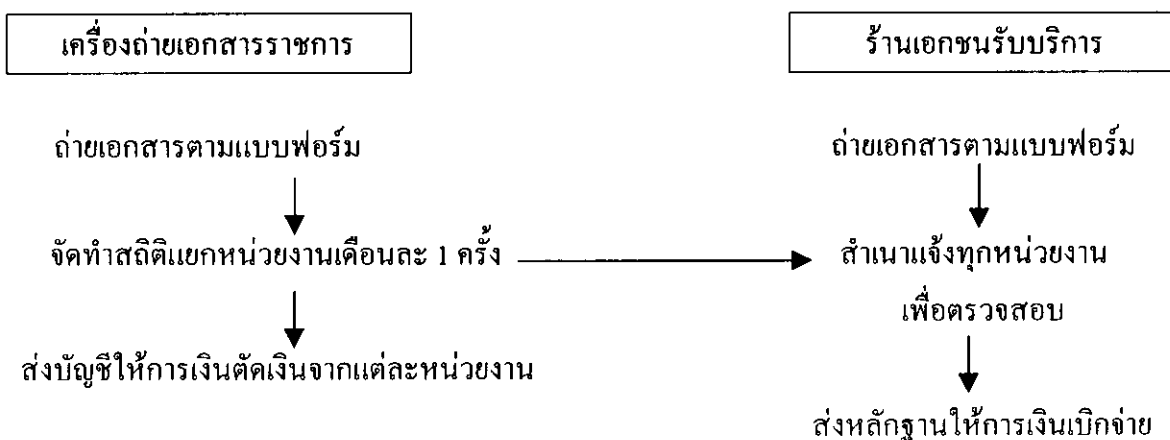 เครื่องถ่ายเอกสารราชการ
ร้านเอกชนรับบริการ
ถ่ายเอกสารตามแบบฟอร์ม
ถ่ายเอกสารตามแบบฟอร์ม
จัดทำสถิติแยกหน่วยงานเดือนละ 1 ครั้ง
สำเนาแจ้งทุกหน่วยงาน
เพื่อตรวจสอบ
ส่งบัญชีให้การเงินตัดเงินจากแต่ละหน่วยงาน
ส่งหลักฐานให้การเงินเบิกจ่าย